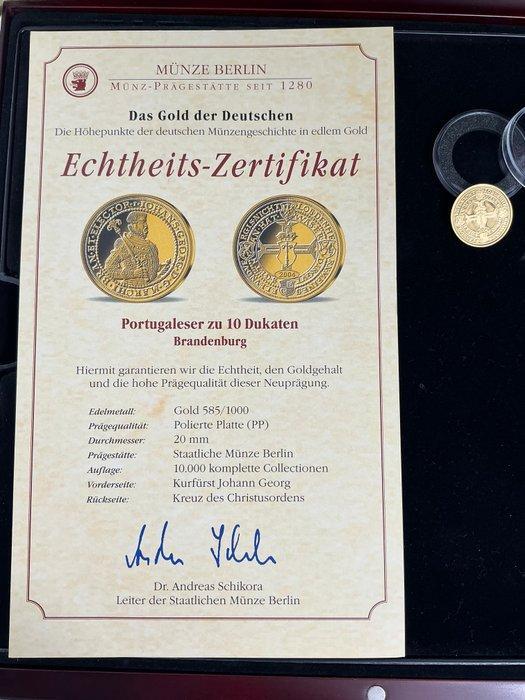 MÜNZE BERLIN
MÜNZ-PRÄGESTÄTTE SEIT 1280
Das Gold der Deutschen
Die Höhepunkte der deutschen Münzengeschichte in edlem Gold
Echtheits-Zertifikat
2006
Portugaleser zu 10 Dukaten
Brandenburg
Hiermit garantieren wir die Echtheit, den Goldgehalt
und die hohe Prägequalität dieser Neuprägung.
Edelmetall: Gold 585/1000
Prägequalität: Polierte Platte (PP)
Durchmesser: 20 mm
Prägestätte: Staatliche Münze Berlin
Auflage: 10.000 komplette Collectionen
Vorderseite: Kurfürst Johann Georg
Rückseite: Kreuz des Christusordens
Dr. Andreas Schikora
Leiter der Staatlichen Münze Berlin